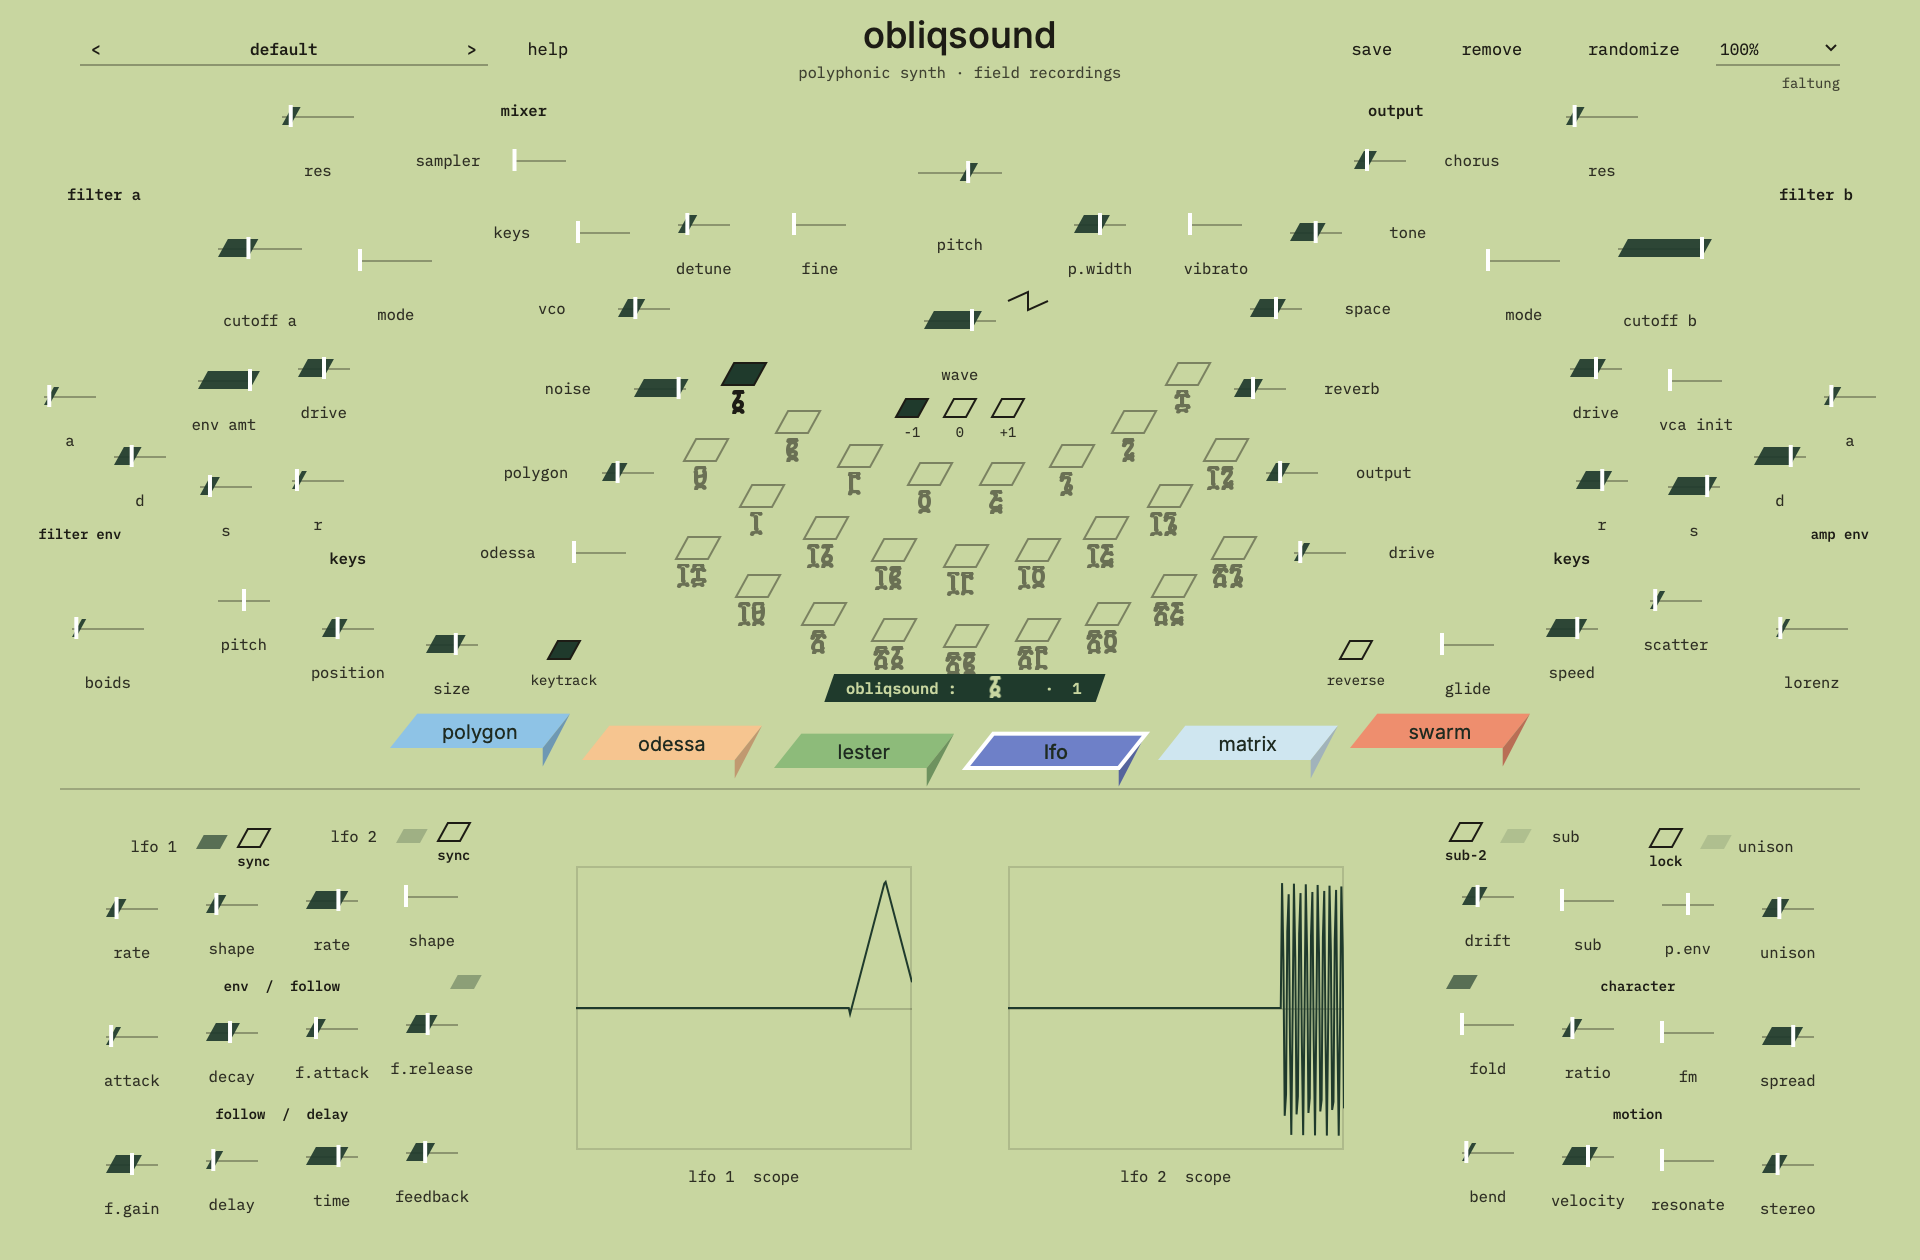 < default > help
obliqsound
polyphonic synth · field recordings
save remove randomize 100%
faltung
mixer
output
res
sampler
chorus
res
filter a
filter b
keys
pitch
tone
detune
fine
p.width
vibrato
vco
space
cutoff a
mode
mode
cutoff b
noise
wave
reverb
env amt
drive
-1 0 +1
drive
vca init
a
a
polygon
output
d
d
s
r
r
s
filter env
amp env
keys
odessa
drive
keys
pitch
scatter
position
size
keytrack
reverse
glide
speed
boids
lorenz
obliqsound : · 1
polygon
odessa
lester
lfo
matrix
swarm
lfo 1
sync
lfo 2
sync
sub-2
sub
lock
unison
rate shape rate shape
drift sub p.env unison
env / follow
character
attack decay f.attack f.release
fold ratio fm spread
follow / delay
motion
f.gain delay time feedback
lfo 1 scope
lfo 2 scope
bend velocity resonate stereo